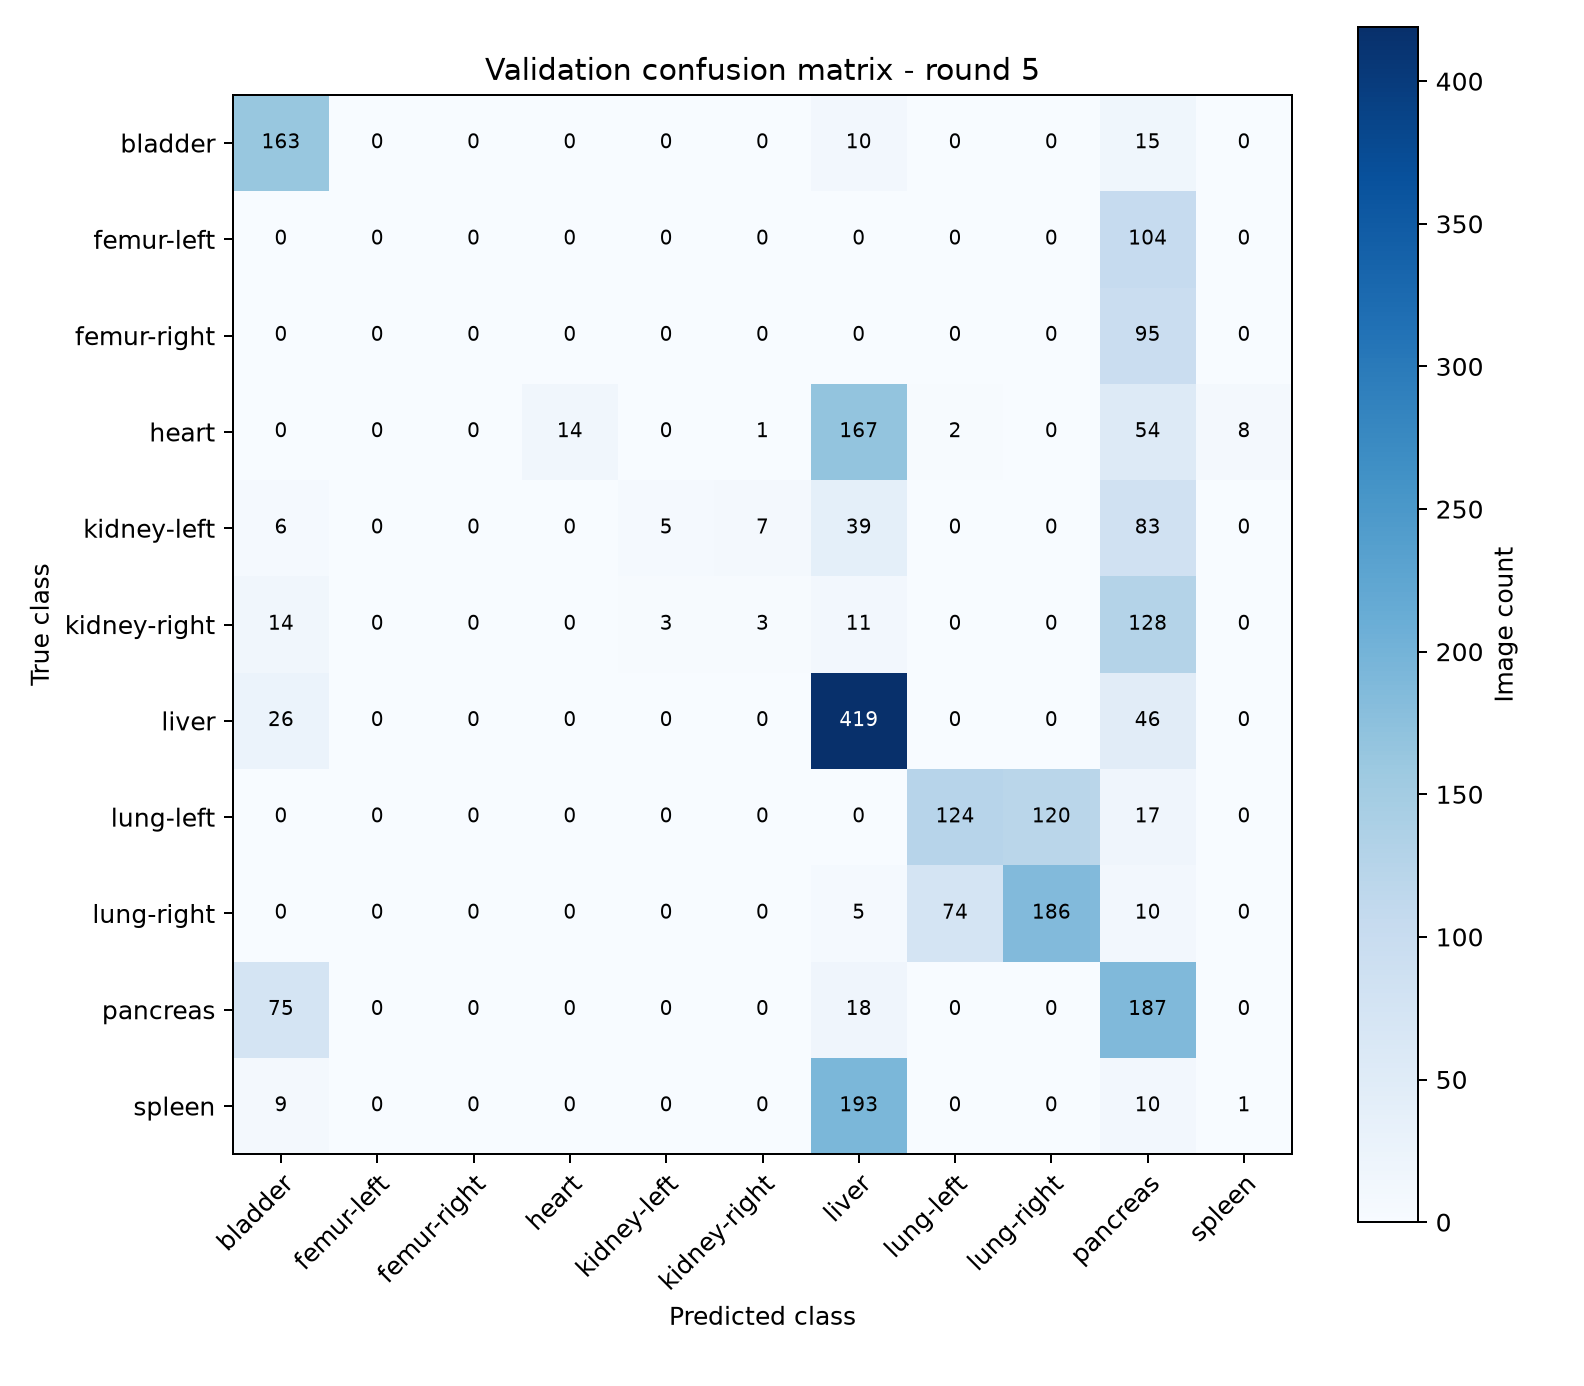 Validation confusion matrix - round 5
True class
bladder 163 0 0 0 0 0 10 0 0 15 0
femur-left 0 0 0 0 0 0 0 0 0 104 0
femur-right 0 0 0 0 0 0 0 0 0 95 0
heart 0 0 0 14 0 1 167 2 0 54 8
kidney-left 6 0 0 0 5 7 39 0 0 83 0
kidney-right 14 0 0 0 3 3 11 0 0 128 0
liver 26 0 0 0 0 0 419 0 0 46 0
lung-left 0 0 0 0 0 0 0 124 120 17 0
lung-right 0 0 0 0 0 0 5 74 186 10 0
pancreas 75 0 0 0 0 0 18 0 0 187 0
spleen 9 0 0 0 0 0 193 0 0 10 1
bladder femur-left femur-right heart kidney-left kidney-right liver lung-left lung-right pancreas spleen
Predicted class
400
350
300
250
200
150
100
50
0
Image count